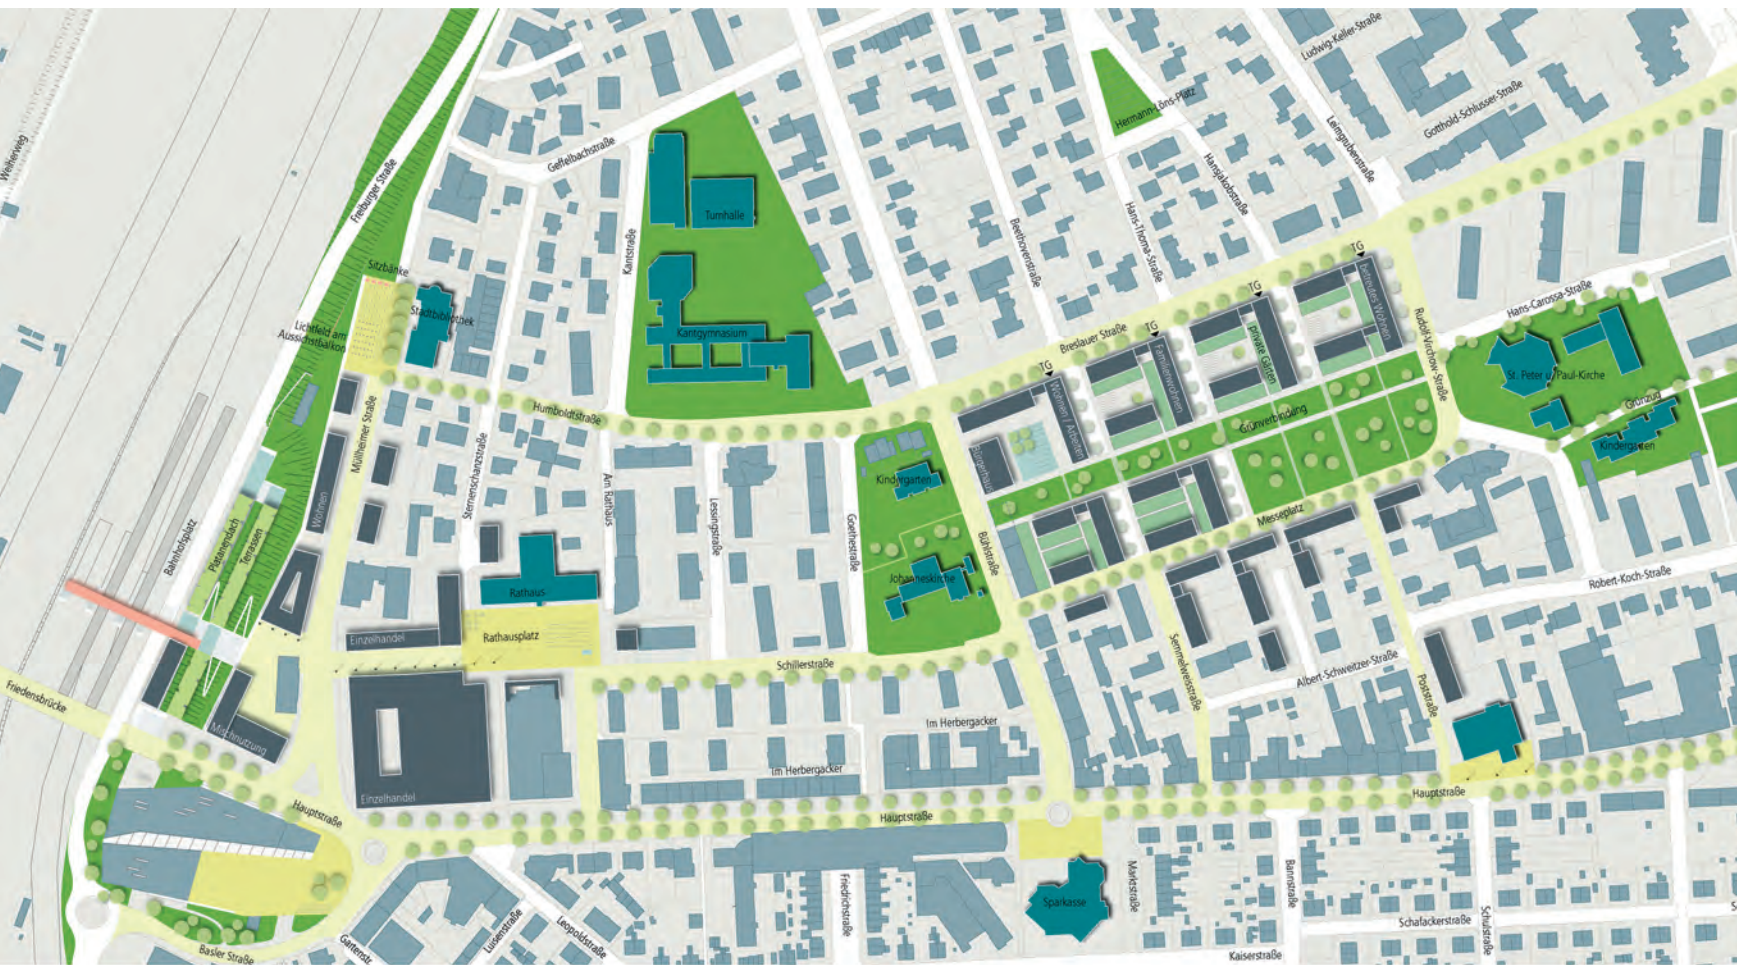 Ludwig-Keller-Straße
Gotthold-Schlusser-Straße
Hermann-Löns-Platz
Leimgrubenstraße
Weiherweg
Geffelbachstraße
Freiburger Straße
Hansjakobstraße
Turnhalle
Kantstraße
Beethovenstraße
Hans-Thoma-Straße
TG
Sitzbänke
TG
Hans-Carossa-Straße
Stadtbibliothek
Lichtfeld am
Aussichtsbalkon
Kantgymnasium
Breslauer Straße
TG
betreutes Wohnen
Rudolf-Virchow-Straße
private Gärten
Familienwohnen
TG
St. Peter u. Paul-Kirche
Wohnen / Arbeiten
Humboldtstraße
Müllheimer Straße
Grünverbindung
Grünzug
Kindergarten
Bürgerhaus
Sternenschanzstraße
Kindergarten
Am Rathaus
Lessingstraße
Goethestraße
Wohnen
Messeplatz
Platanendach
Terrassen
Bahnhofsplatz
Bühlstraße
Johanneskirche
Robert-Koch-Straße
Rathaus
Einzelhandel
Rathausplatz
Schillerstraße
Semmelweisstraße
Albert-Schweitzer-Straße
Poststraße
Friedensbrücke
Mischnutzung
Im Herbergacker
Im Herbergacker
Einzelhandel
Hauptstraße
Hauptstraße
Hauptstraße
Friedrichstraße
Marktstraße
Bannstraße
Sparkasse
Schafackerstraße
Schulstraße
Luisenstraße
Leopoldstraße
Gartenstr.
Basler Straße
Kaiserstraße